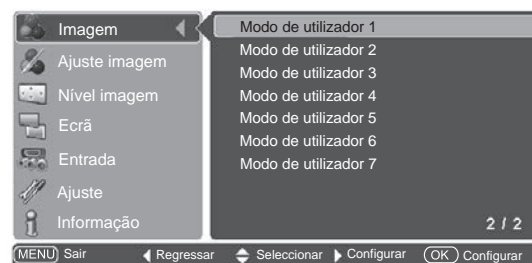 Imagem
Ajuste imagem
Nível imagem
Ecrã
Entrada
Ajuste
Informação
Modo de utilizador 1
Modo de utilizador 2
Modo de utilizador 3
Modo de utilizador 4
Modo de utilizador 5
Modo de utilizador 6
Modo de utilizador 7
2 / 2
MENU Sair Regressar Seleccionar Configurar OK Configurar